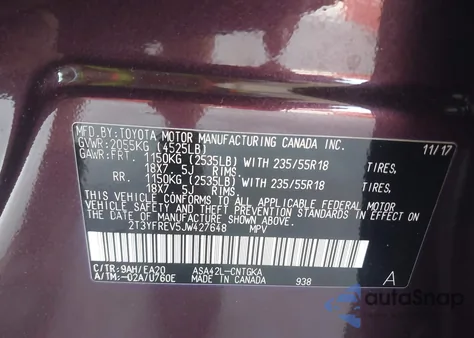 MFD.BY:TOYOTA MOTOR MANUFACTURING CANADA INC. 11/17
GVWR:2055KG (4525LB)
GAWR:FRT. 1150KG (2535LB) WITH 235/55R18 TIRES,
18X7.5J RIMS,
RR. 1150KG (2535LB) WITH 235/55R18 TIRES,
18X7.5J RIMS,
THIS VEHICLE CONFORMS TO ALL APPLICABLE FEDERAL MOTOR
VEHICLE SAFETY, BUMPER, AND THEFT PREVENTION STANDARDS IN EFFECT
ON THE DATE OF MANUFACTURE SHOWN ABOVE.
2T3YFREV5JW427648 MPV
C/TR:9AH/EA20 ASA42L-CNTGKA
A/TM:-02A/U760E MADE IN CANADA 938 A
AutoSnap